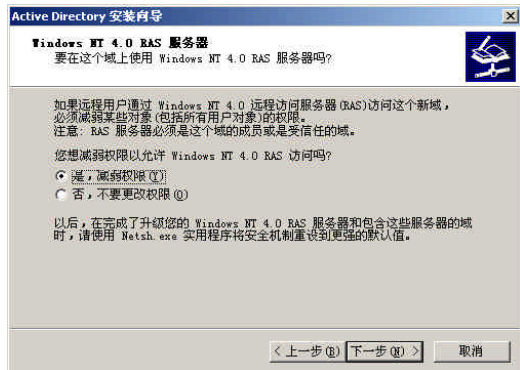 Active Directory 安装向导
Windows NT 4.0 RAS 服务器
要在这个域上使用 Windows NT 4.0 RAS 服务器吗?
如果远程用户通过 Windows NT 4.0 远程访问服务器(RAS)访问这个新域,
必须减弱某些对象(包括所有用户对象)的权限。
注意: RAS 服务器必须是这个域的成员或是受信任的域。
您想减弱权限以允许 Windows NT 4.0 RAS 访问吗?
是,减弱权限(Y)
否,不要更改权限(O)
以后,在完成了升级您的 Windows NT 4.0 RAS 服务器和包含这些服务器的域
时,请使用 Netsh.exe 实用程序将安全机制重设到更强的默认值。
< 上一步(B)
下一步(N) >
取消